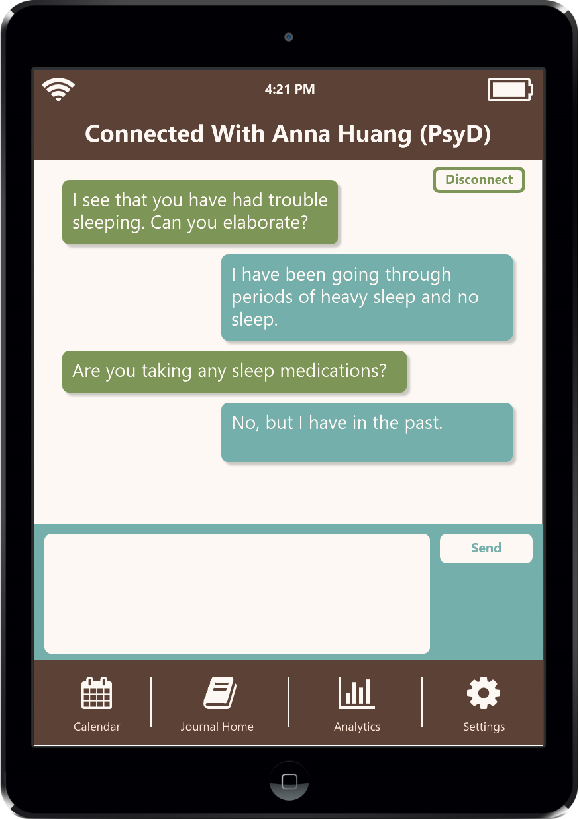 4:21 PM
Connected With Anna Huang (PsyD)
Disconnect
I see that you have had trouble
sleeping. Can you elaborate?
I have been going through
periods of heavy sleep and no
sleep.
Are you taking any sleep medications?
No, but I have in the past.
Send
Calendar
Journal Home
Analytics
Settings